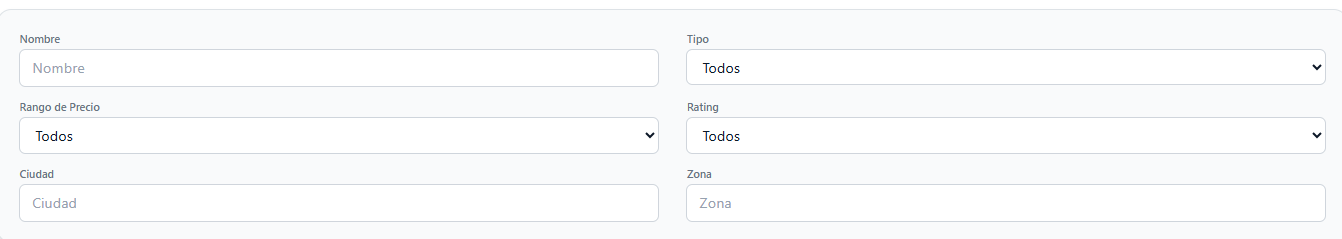 Nombre
Tipo
Nombre
Todos
Rango de Precio
Rating
Todos
Todos
Ciudad
Zona
Ciudad
Zona